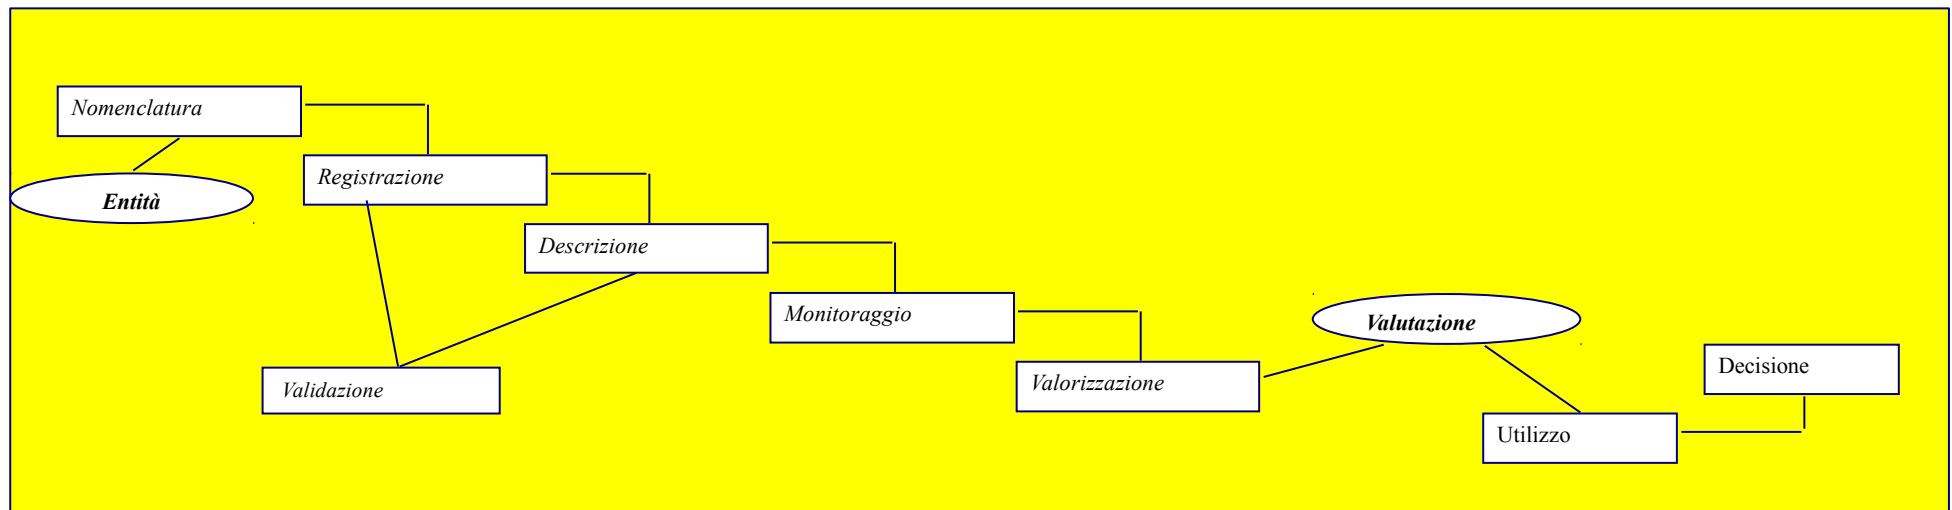 Nomenclatura
Entità
Registrazione
Descrizione
Monitoraggio
Validazione
Valorizzazione
Valutazione
Utilizzo
Decisione